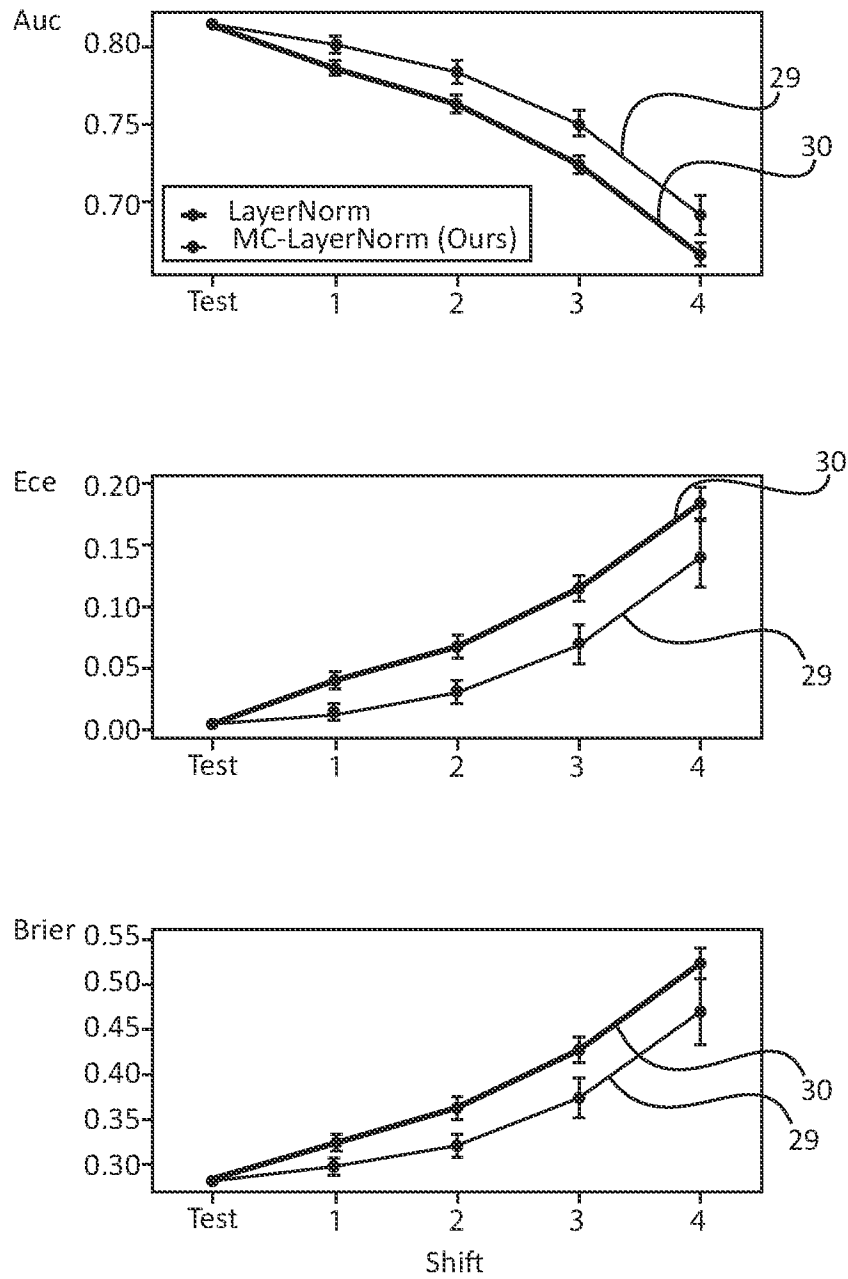 Auc
0.80
0.75
0.70
29
30
LayerNorm
MC-LayerNorm (Ours)
Test 1 2 3 4
Ece
0.20
0.15
0.10
0.05
0.00
30
29
Test 1 2 3 4
Brier
0.55
0.50
0.45
0.40
0.35
0.30
30
29
Test 1 2 3 4
Shift